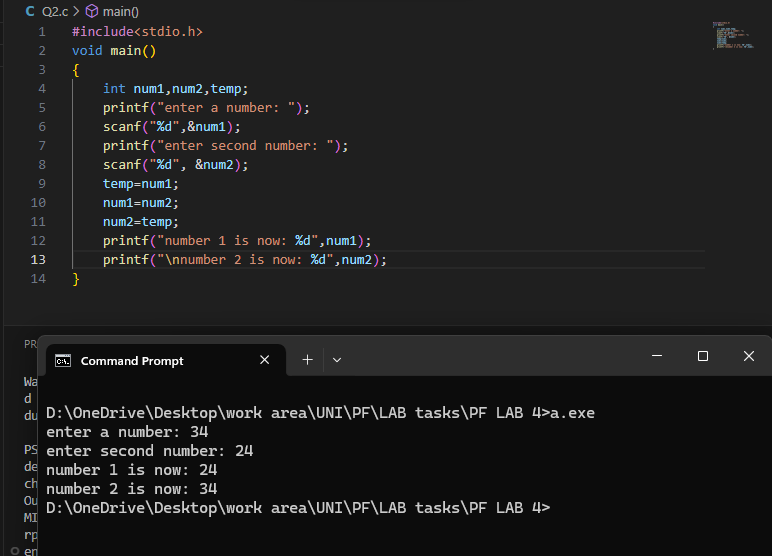 C Q2.c > main()
1 #include<stdio.h>
2 void main()
3 {
4 int num1,num2,temp;
5 printf("enter a number: ");
6 scanf("%d",&num1);
7 printf("enter second number: ");
8 scanf("%d", &num2);
9 temp=num1;
10 num1=num2;
11 num2=temp;
12 printf("number 1 is now: %d",num1);
13 printf("\nnumber 2 is now: %d",num2);
14 }
PR
Command Prompt
Wa
d
du
PS
de
ch
Ou
MI
rp
en
D:\OneDrive\Desktop\work area\UNI\PF\LAB tasks\PF LAB 4>a.exe
enter a number: 34
enter second number: 24
number 1 is now: 24
number 2 is now: 34
D:\OneDrive\Desktop\work area\UNI\PF\LAB tasks\PF LAB 4>